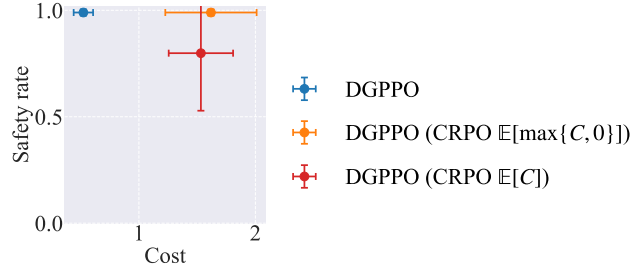 1.0
0.5
0.0
Safety rate
1
2
Cost
DGPPO
DGPPO (CRPO 𝔼[max{C, 0}])
DGPPO (CRPO 𝔼[C])